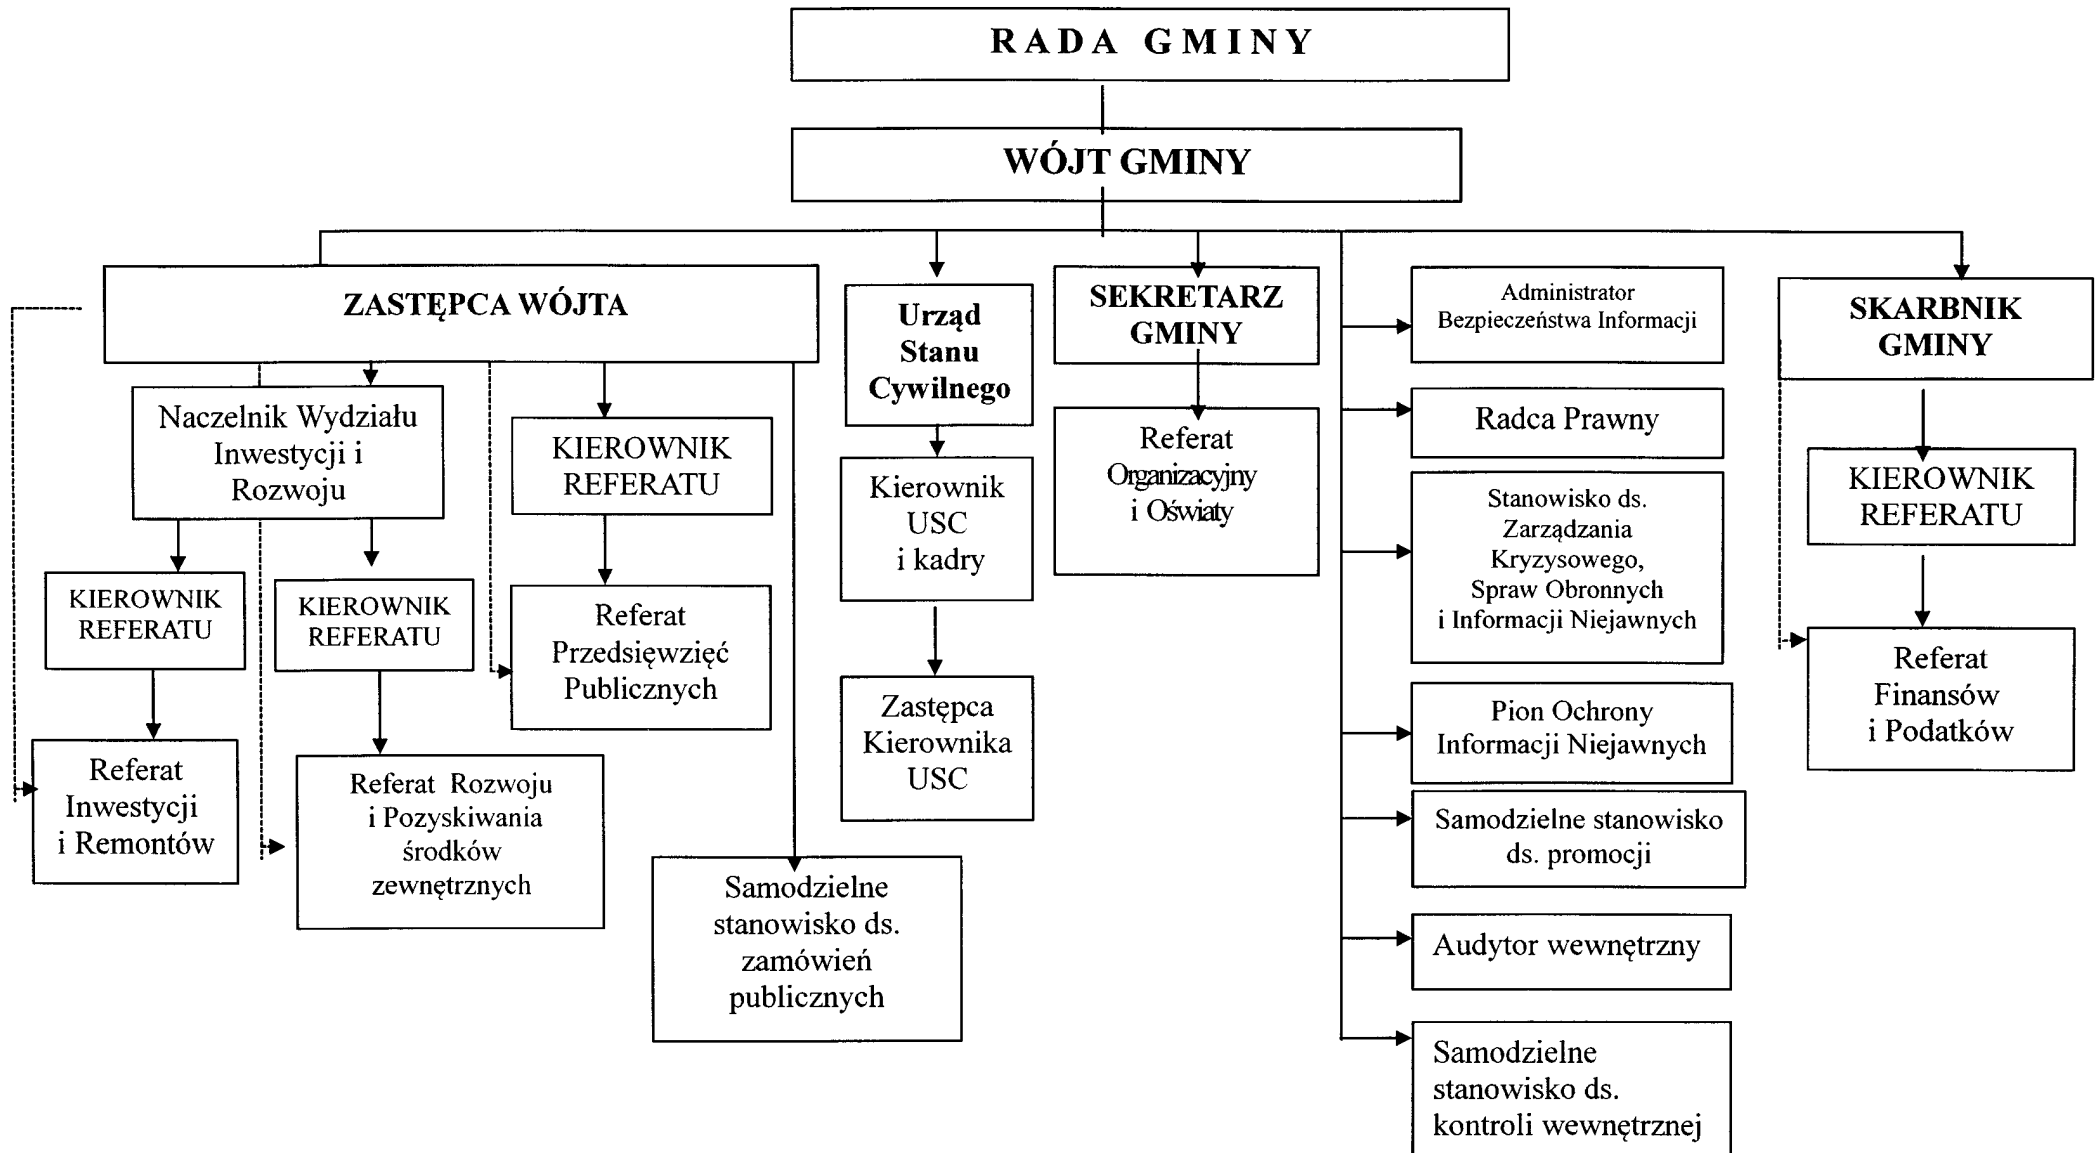 RADA GMINY
WÓJT GMINY
ZASTĘPCA WÓJTA
Naczelnik Wydziału
Inwestycji i
Rozwoju
KIEROWNIK
REFERATU
Referat
Inwestycji
i Remontów
KIEROWNIK
REFERATU
Referat Rozwoju
i Pozyskiwania
środków
zewnętrznych
KIEROWNIK
REFERATU
Referat
Przedsięwzięć
Publicznych
Samodzielne
stanowisko ds.
zamówień
publicznych
Urząd
Stanu
Cywilnego
Kierownik
USC
i kadry
Zastępca
Kierownika
USC
SEKRETARZ
GMINY
Referat
Organizacyjny
i Oświaty
Administrator
Bezpieczeństwa Informacji
Radca Prawny
Stanowisko ds.
Zarządzania
Kryzysowego,
Spraw Obronnych
i Informacji Niejawnych
Pion Ochrony
Informacji Niejawnych
Samodzielne stanowisko
ds. promocji
Audytor wewnętrzny
Samodzielne
stanowisko ds.
kontroli wewnętrznej
SKARBNIK
GMINY
KIEROWNIK
REFERATU
Referat
Finansów
i Podatków